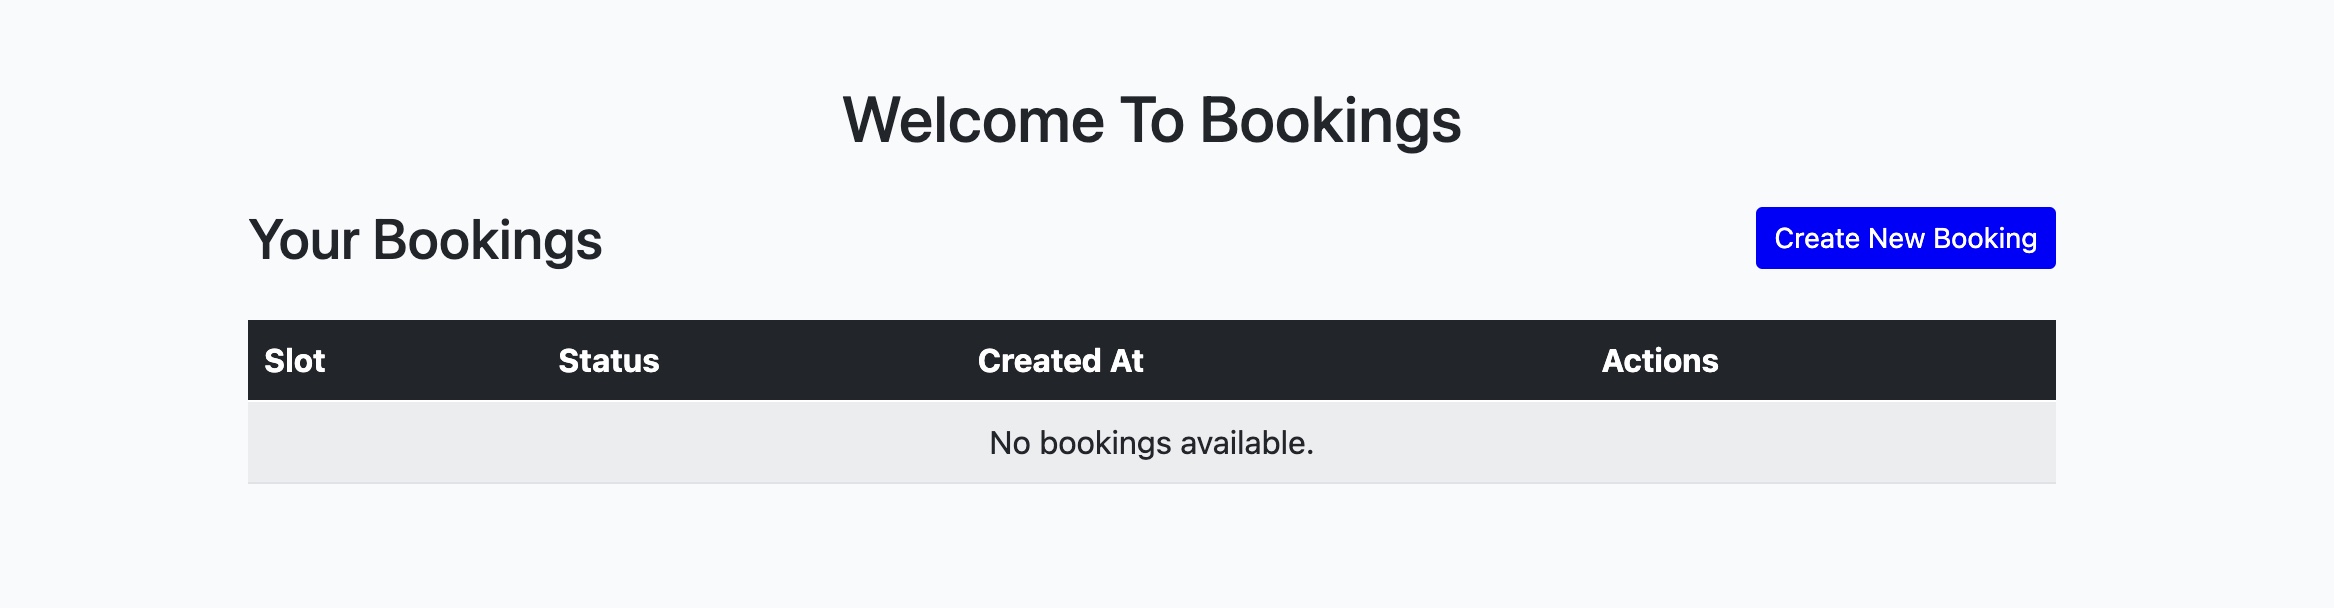 Welcome To Bookings
Your Bookings
Create New Booking
Slot Status Created At Actions
No bookings available.